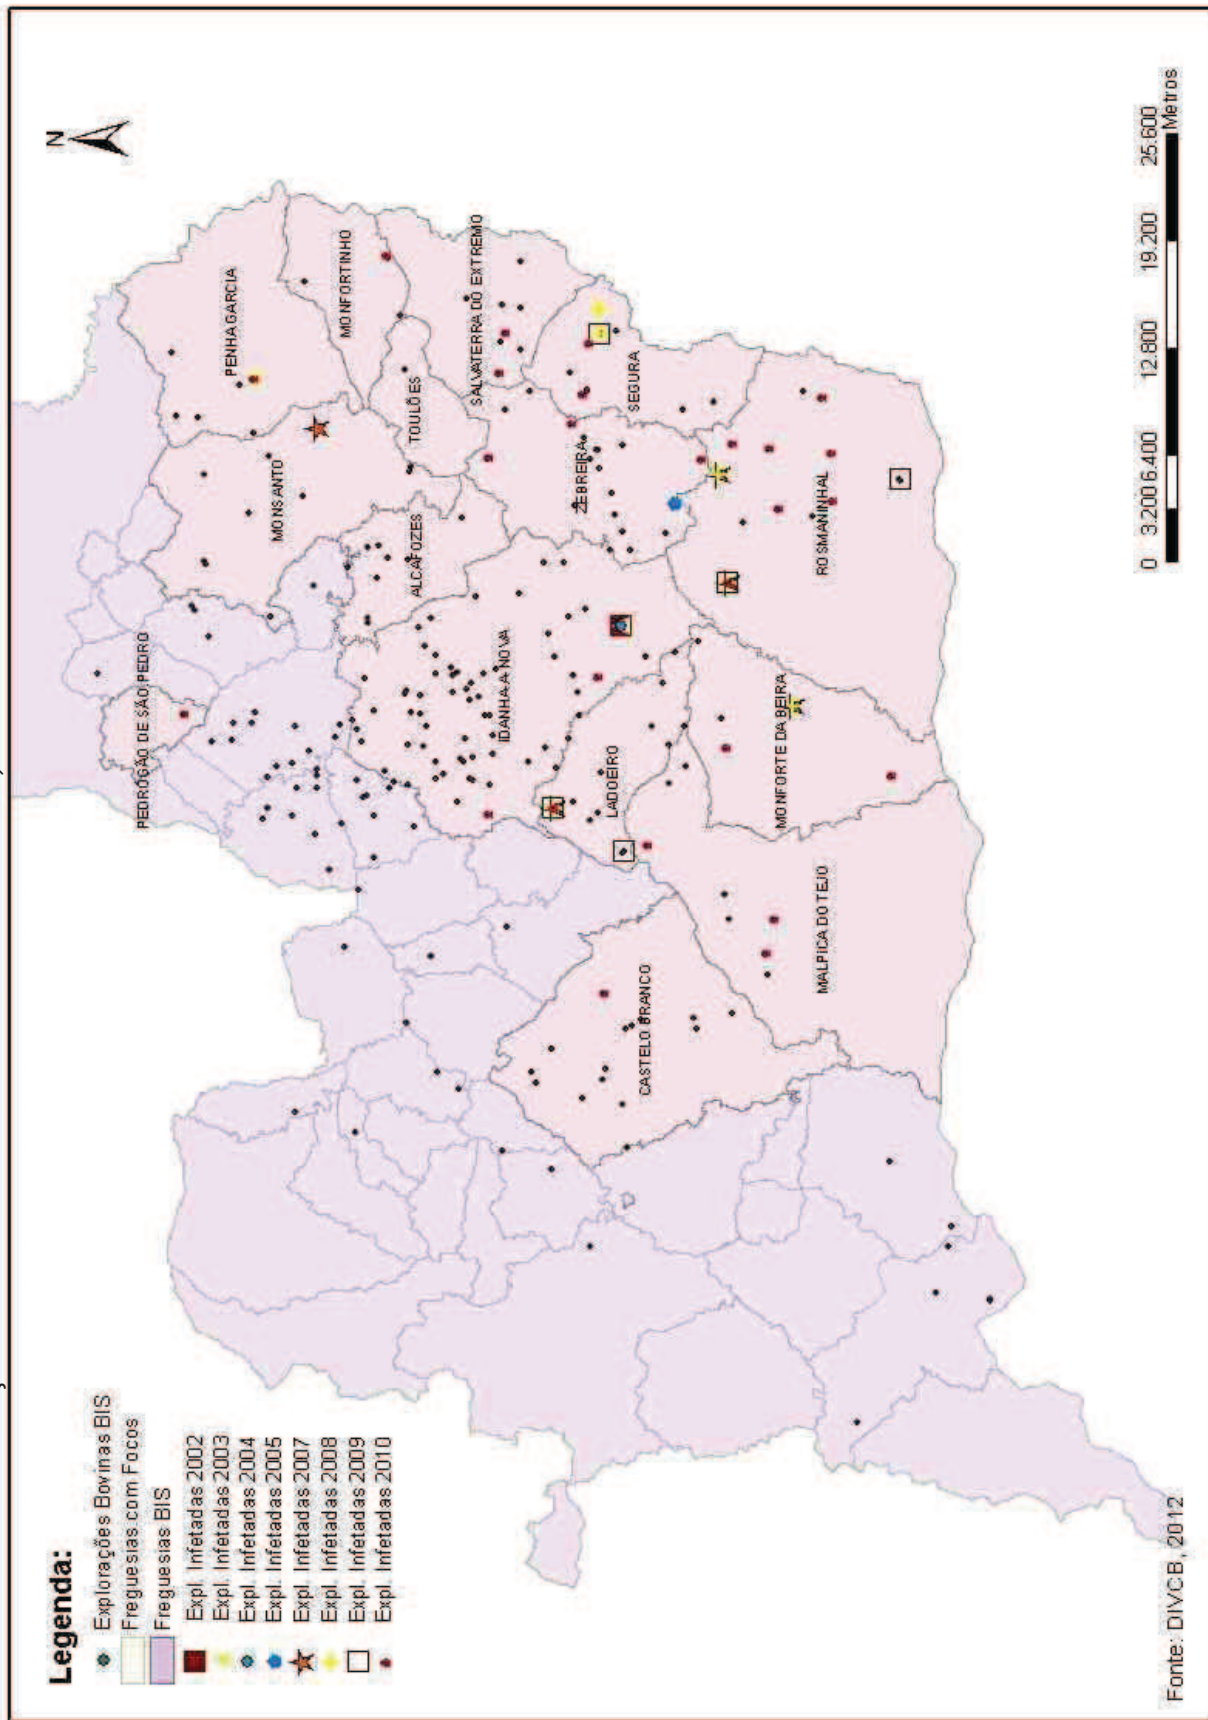 Legenda:
Explorações Bovinas BIS
Freguesias com Focos
Freguesias BIS
Expl. Infetadas 2002
Expl. Infetadas 2003
Expl. Infetadas 2004
Expl. Infetadas 2005
Expl. Infetadas 2007
Expl. Infetadas 2008
Expl. Infetadas 2009
Expl. Infetadas 2010
N
PEDROGÃO DE SÃO PEDRO
PENHA GARCIA
MONSANTO
MONFORTINHO
TOULÕES
ALCAFOZES
SALVATERRA DO EXTREMO
IDANHA-A-NOVA
ZEBREIRA
SEGURA
LADOEIRO
CASTELO BRANCO
MONFORTE DA BEIRA
ROSMANINHAL
MALPICA DO TEJO
0 3.200 6.400 12.800 19.200 25.600
Metros
Fonte: DIVCB, 2012